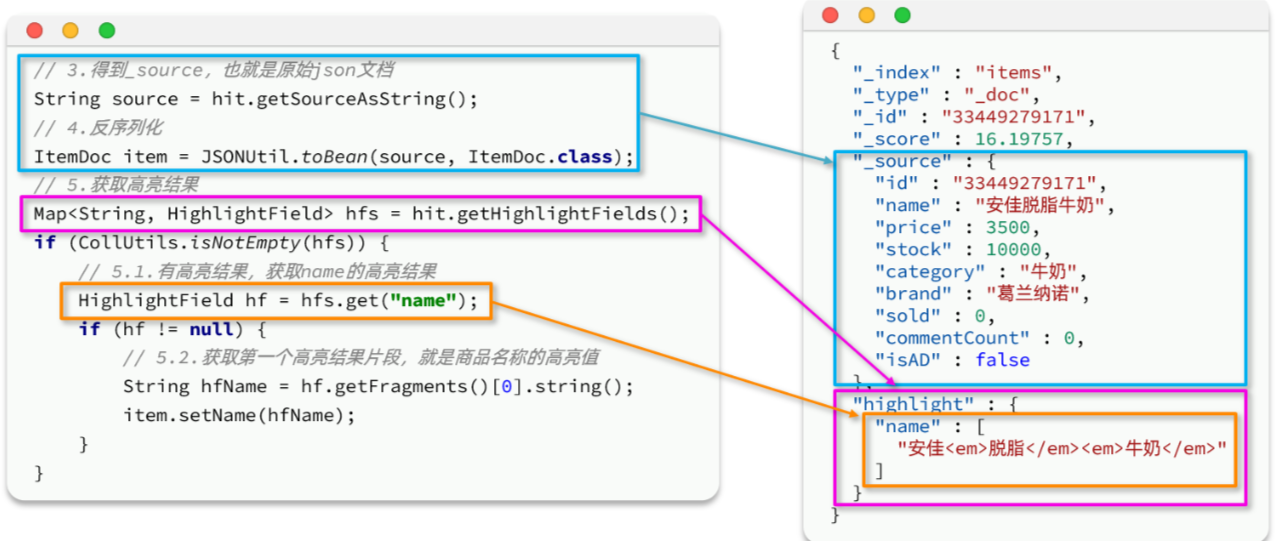 // 3.得到_source，也就是原始json文档
String source = hit.getSourceAsString();
// 4.反序列化
ItemDoc item = JSONUtil.toBean(source, ItemDoc.class);
// 5.获取高亮结果
Map<String, HighlightField> hfs = hit.getHighlightFields();
if (CollUtils.isNotEmpty(hfs)) {
    // 5.1.有高亮结果，获取name的高亮结果
    HighlightField hf = hfs.get("name");
    if (hf != null) {
        // 5.2.获取第一个高亮结果片段，就是商品名称的高亮值
        String hfName = hf.getFragments()[0].string();
        item.setName(hfName);
    }
}
{
  "_index" : "items",
  "_type" : "_doc",
  "_id" : "33449279171",
  "_score" : 16.19757,
  "_source" : {
    "id" : "33449279171",
    "name" : "安佳脱脂牛奶",
    "price" : 3500,
    "stock" : 10000,
    "category" : "牛奶",
    "brand" : "葛兰纳诺",
    "sold" : 0,
    "commentCount" : 0,
    "isAD" : false
  },
  "highlight" : {
    "name" : [
      "安佳<em>脱脂</em><em>牛奶</em>"
    ]
  }
}